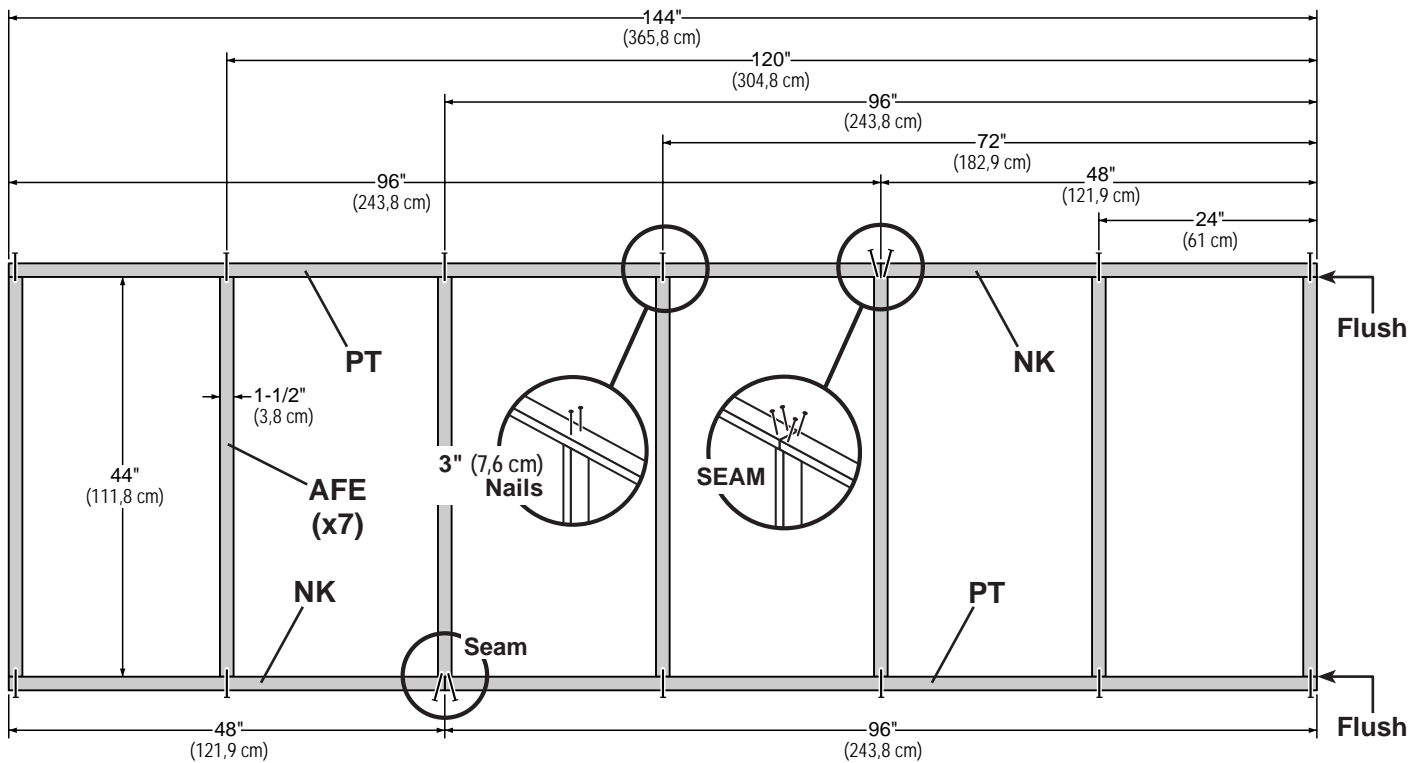 144"
(365,8 cm)
120"
(304,8 cm)
96"
(243,8 cm)
72"
(182,9 cm)
96"
(243,8 cm)
48"
(121,9 cm)
24"
(61 cm)
Flush
PT
NK
1-1/2"
(3,8 cm)
44"
(111,8 cm)
AFE
(x7)
3" (7,6 cm)
Nails
SEAM
NK
PT
Seam
Flush
48"
(121,9 cm)
96"
(243,8 cm)